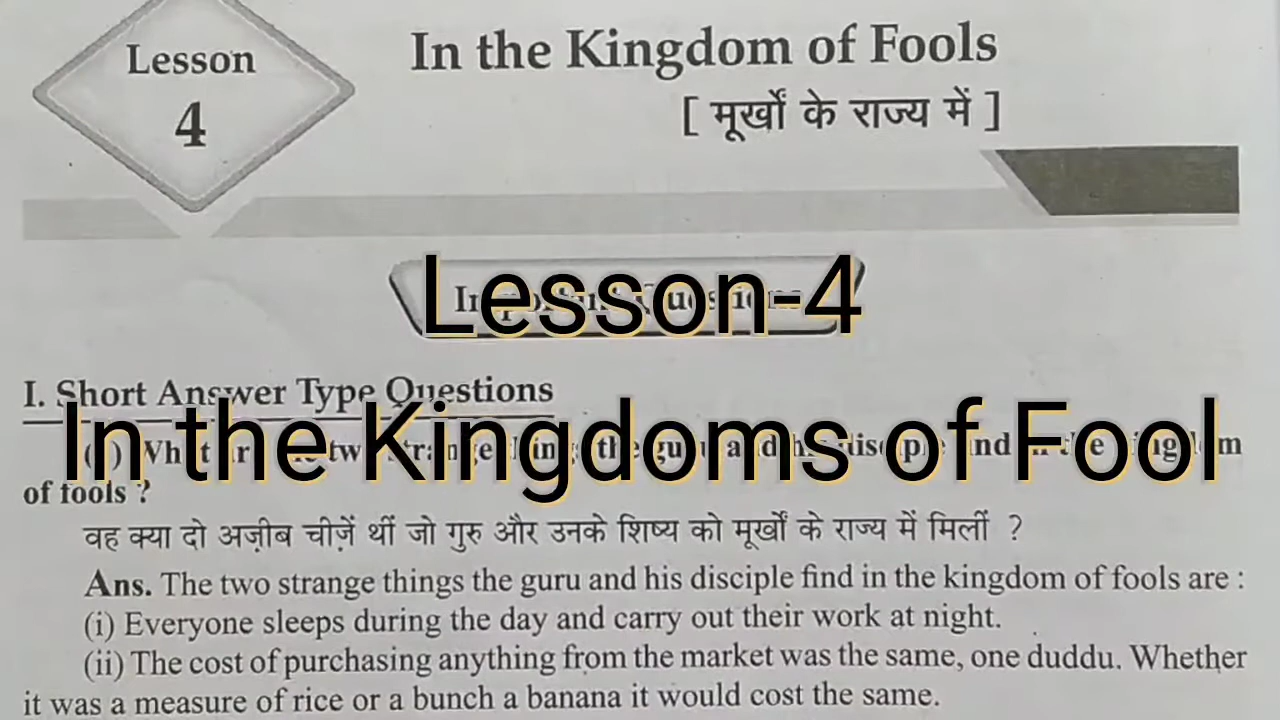 Lesson
4
In the Kingdom of Fools
[ मूर्खों के राज्य में ]
Lesson-4
I. Short Answer Type Questions
In the Kingdoms of Fool
of fools ?
वह क्या दो अज़ीब चीज़ें थीं जो गुरु और उनके शिष्य को मूर्खों के राज्य में मिलीं ?
Ans. The two strange things the guru and his disciple find in the kingdom of fools are :
(i) Everyone sleeps during the day and carry out their work at night.
(ii) The cost of purchasing anything from the market was the same, one duddu. Whether
it was a measure of rice or a bunch a banana it would cost the same.